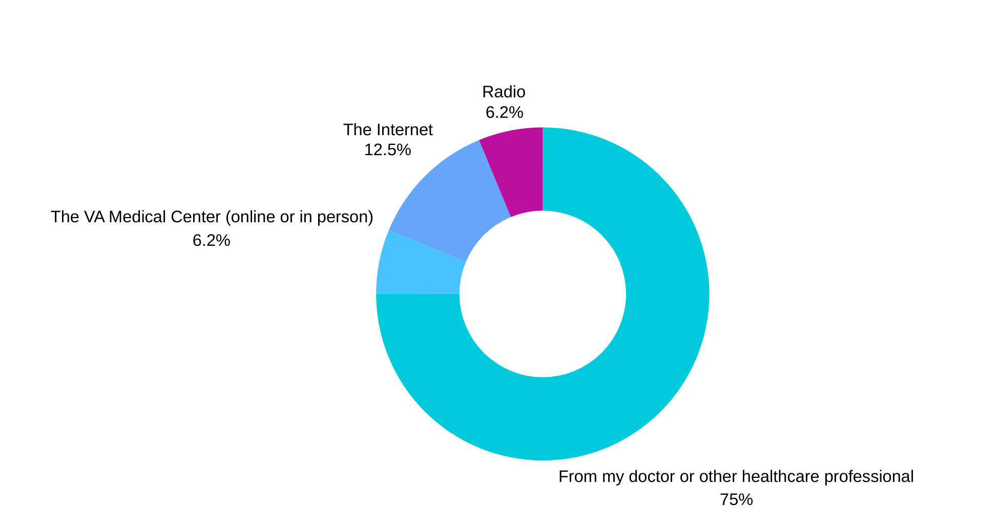 Radio
6.2%
The Internet
12.5%
The VA Medical Center (online or in person)
6.2%
From my doctor or other healthcare professional
75%